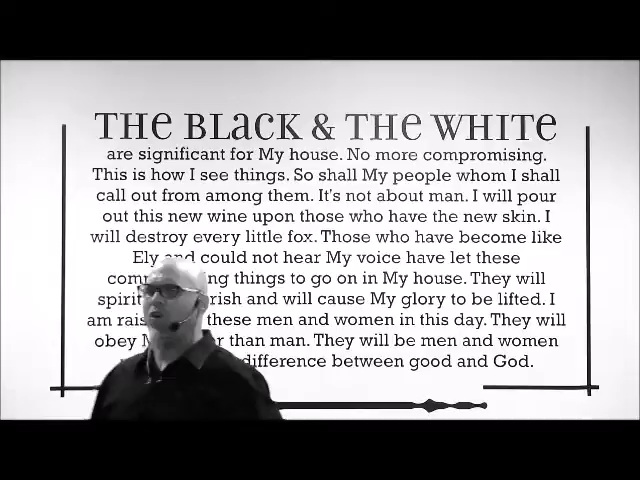 THE BLACK & THE WHITE
are significant for My house. No more compromising.
This is how I see things. So shall My people whom I shall
call out from among them. It's not about man. I will pour
out this new wine upon those who have the new skin. I
will destroy every little fox. Those who have become like
Ely and could not hear My voice have let these
things to go on in My house. They will
and will cause My glory to be lifted. I
am these men and women in this day. They will
obey than man. They will be men and women
difference between good and God.